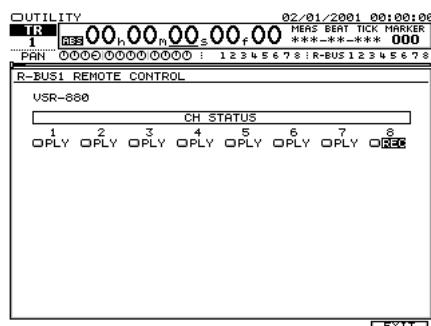 UTILITY 02/01/2001 00:00:00
TR 1 ABS 00h00m00s00f00 MEAS BEAT TICK MARKER
***-**-*** 000
PAN 1 2 3 4 5 6 7 8 : R-BUS 1 2 3 4 5 6 7 8
R-BUS1 REMOTE CONTROL
VSR-880
CH STATUS
1 2 3 4 5 6 7 8
PLY PLY PLY PLY PLY PLY PLY REC
EXIT